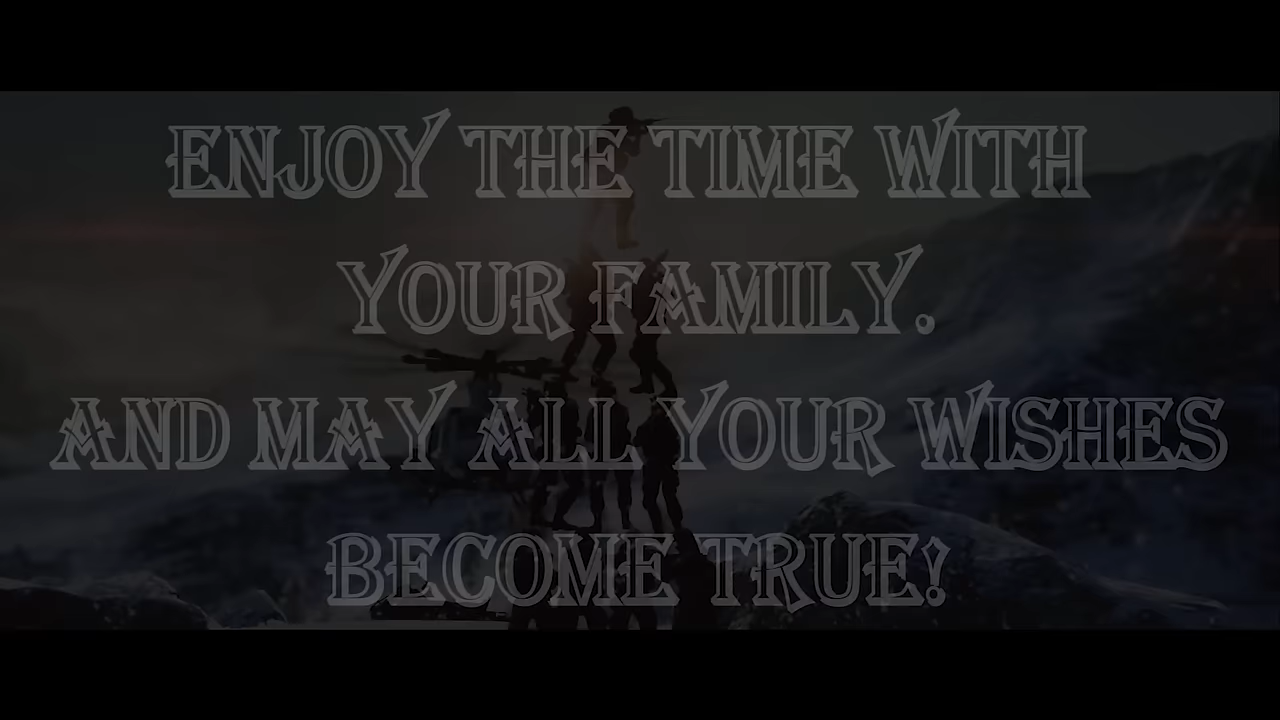 ENJOY THE TIME WITH
YOUR FAMILY.
AND MAY ALL YOUR WISHES
BECOME TRUE!